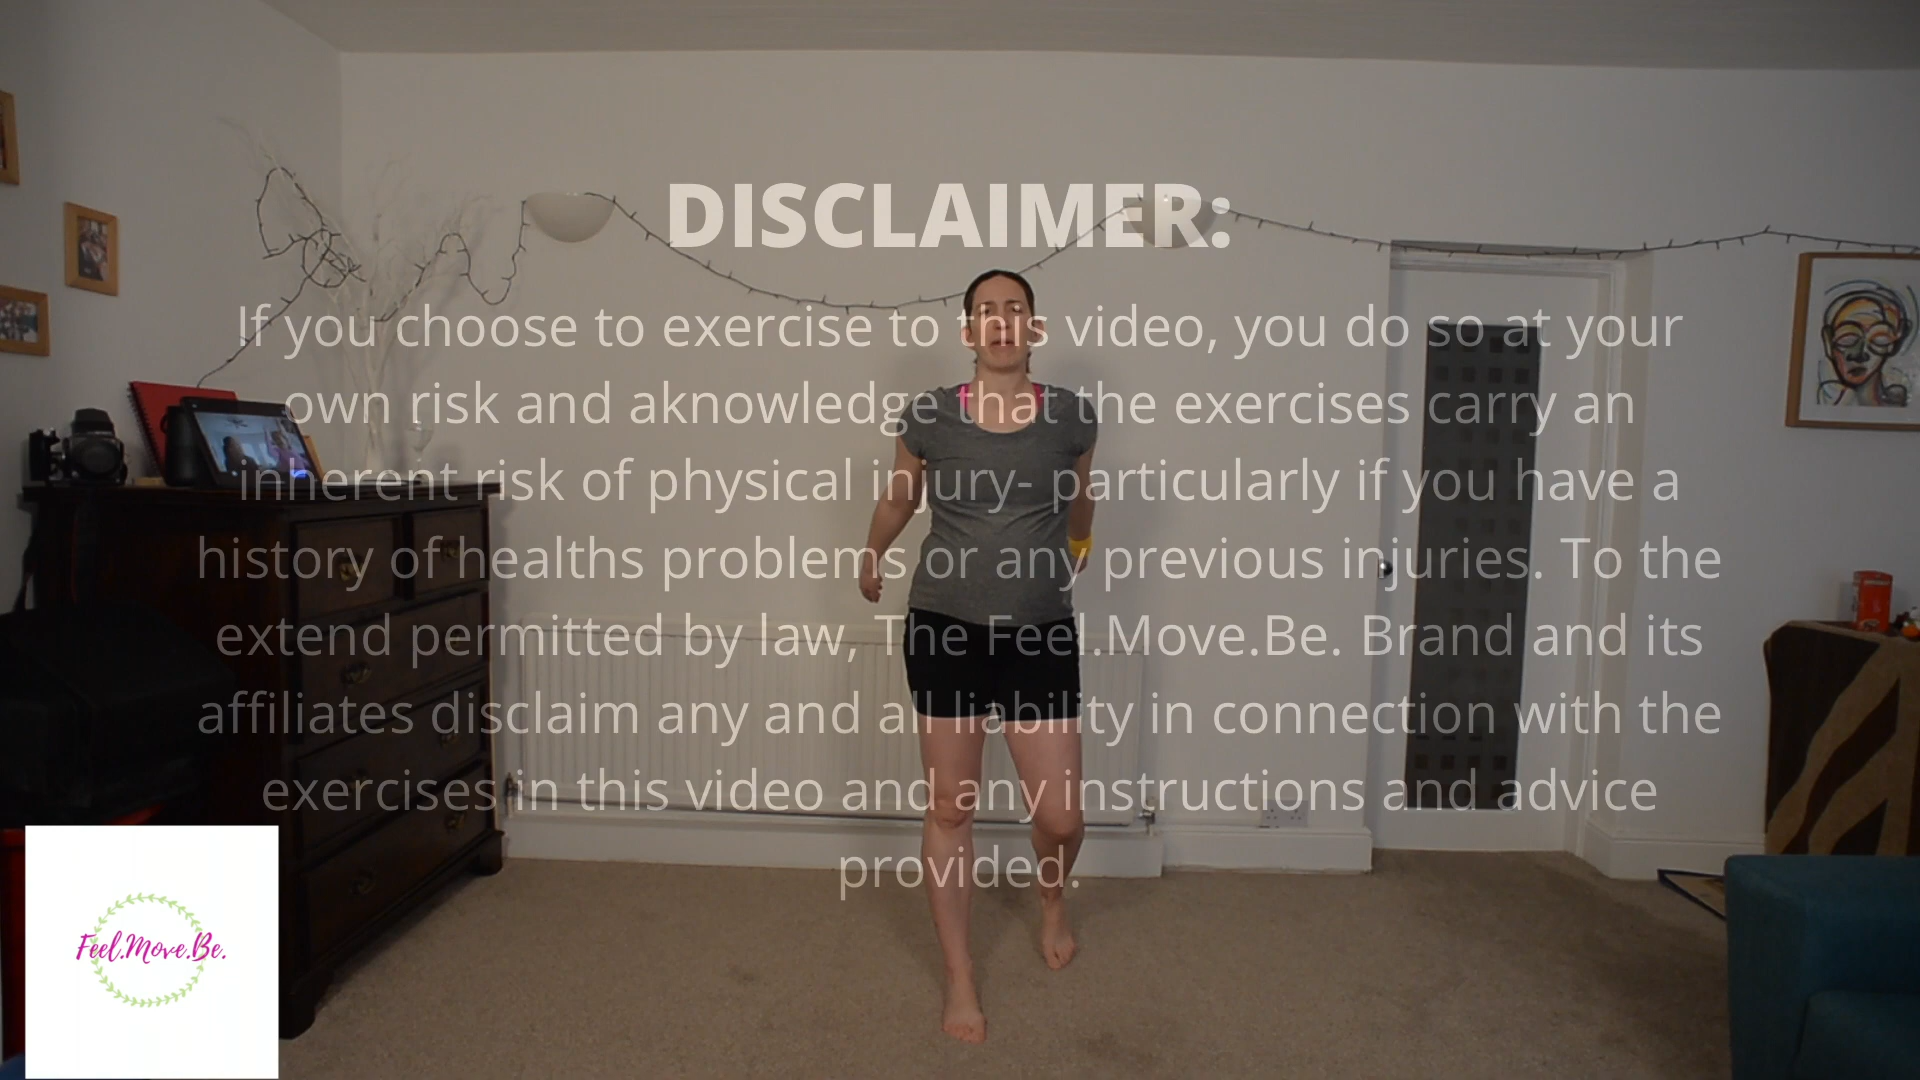 DISCLAIMER:
If you choose to exercise to this video, you do so at your
own risk and aknowledge that the exercises carry an
inherent risk of physical injury- particularly if you have a
history of healths problems or any previous injuries. To the
extend permitted by law, The Feel.Move.Be. Brand and its
affiliates disclaim any and all liability in connection with the
exercises in this video and any instructions and advice
provided.
Feel.Move.Be.